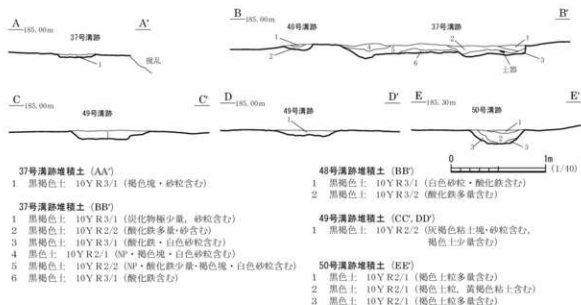 A A′
185.00m
37号溝跡
撹乱
1
B B′
185.00m
48号溝跡
37号溝跡
1
2
4
5
6
2
1
3
土器
C C′
185.00m
49号溝跡
1
D D′
185.00m
49号溝跡
1
E E′
185.30m
50号溝跡
1
2
3
3
0 1m
(1/40)
37号溝跡堆積土（AA′）
1 黒褐色土 10YR3/1（褐色塊・砂粒含む）
37号溝跡堆積土（BB′）
1 黒褐色土 10YR3/1（炭化物極少量，砂粒含む）
2 黒褐色土 10YR2/2（酸化鉄多量・砂含む）
3 黒褐色土 10YR3/1（酸化鉄・白色砂粒含む）
4 黒色土 10YR2/1（NP・褐色塊・白色砂粒含む）
5 黒褐色土 10YR2/2（NP・酸化鉄少量・褐色塊・白色砂粒含む）
6 黒褐色土 10YR3/1（酸化鉄含む）
48号溝跡堆積土（BB′）
1 黒褐色土 10YR3/1（白色砂粒・酸化鉄含む）
2 黒褐色土 10YR3/2（酸化鉄多量含む）
49号溝跡堆積土（CC′, DD′）
1 黒褐色土 10YR2/2（灰褐色粘土塊・砂粒含む，
褐色土少量含む）
50号溝跡堆積土（EE′）
1 黒色土 10YR2/1（褐色土粒多量含む）
2 黒色土 10YR2/1（褐色土粒，黄褐色粘土含む）
3 黒色土 10YR2/1（褐色土粒多量含む）